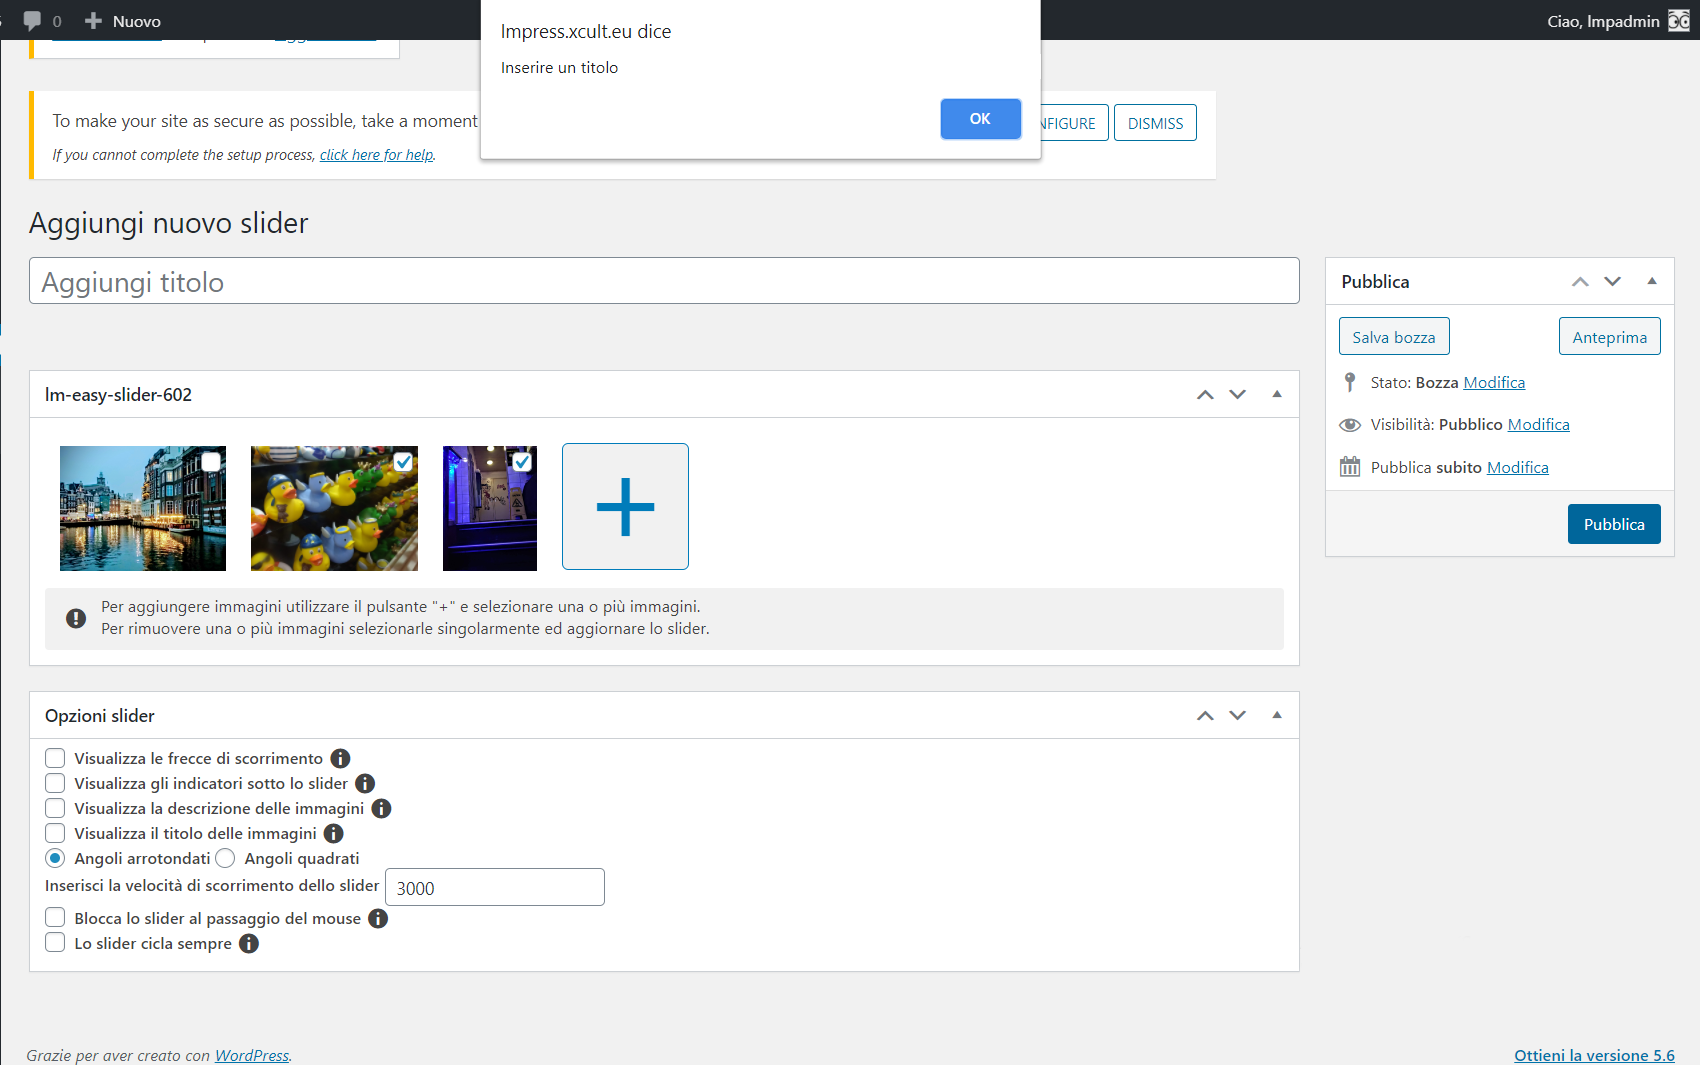 0 Nuovo
Ciao, Impadmin
Impress.xcult.eu dice
Inserire un titolo
OK
To make your site as secure as possible, take a moment
DISMISS
If you cannot complete the setup process, click here for help.
Aggiungi nuovo slider
Aggiungi titolo
Pubblica
Salva bozza
Anteprima
Stato: Bozza Modifica
Visibilità: Pubblico Modifica
Pubblica subito Modifica
Pubblica
lm-easy-slider-602
Per aggiungere immagini utilizzare il pulsante "+" e selezionare una o più immagini.
Per rimuovere una o più immagini selezionarle singolarmente ed aggiornare lo slider.
Opzioni slider
Visualizza le frecce di scorrimento
Visualizza gli indicatori sotto lo slider
Visualizza la descrizione delle immagini
Visualizza il titolo delle immagini
Angoli arrotondati Angoli quadrati
Inserisci la velocità di scorrimento dello slider 3000
Blocca lo slider al passaggio del mouse
Lo slider cicla sempre
Grazie per aver creato con WordPress.
Ottieni la versione 5.6